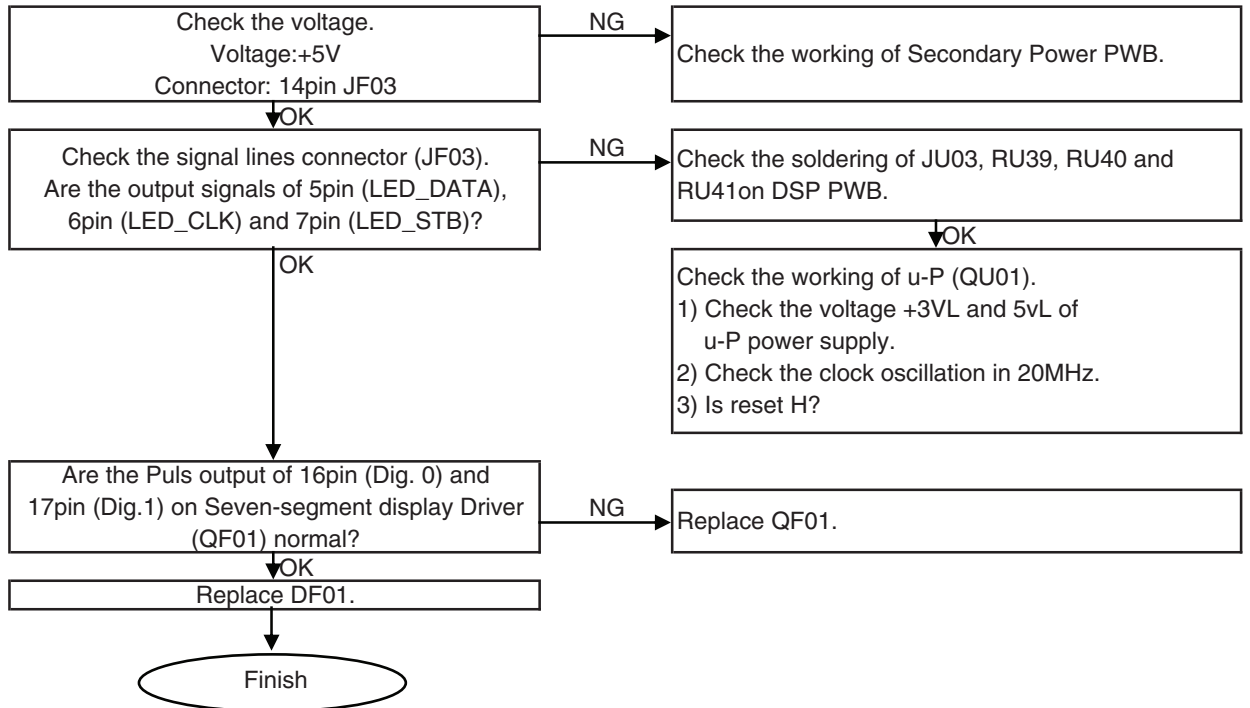 Check the voltage.
Voltage:+5V
Connector: 14pin JF03
NG
Check the working of Secondary Power PWB.
OK
Check the signal lines connector (JF03).
Are the output signals of 5pin (LED_DATA),
6pin (LED_CLK) and 7pin (LED_STB)?
NG
Check the soldering of JU03, RU39, RU40 and
RU41on DSP PWB.
OK
OK
Check the working of u-P (QU01).
1) Check the voltage +3VL and 5vL of
u-P power supply.
2) Check the clock oscillation in 20MHz.
3) Is reset H?
Are the Puls output of 16pin (Dig. 0) and
17pin (Dig.1) on Seven-segment display Driver
(QF01) normal?
NG
Replace QF01.
OK
Replace DF01.
Finish